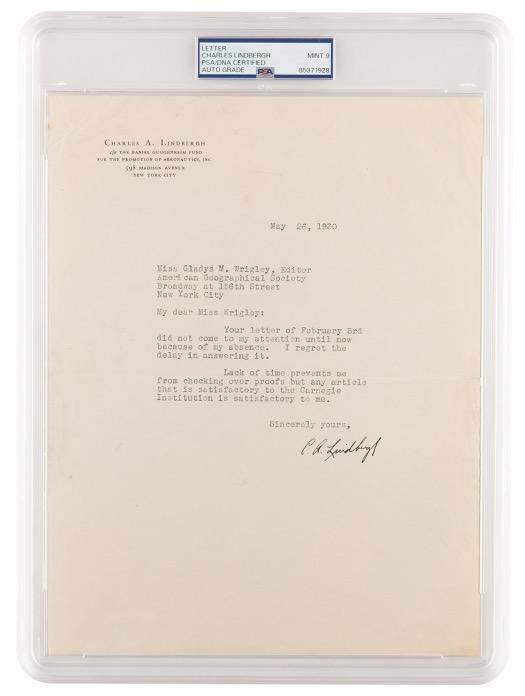 LETTER
CHARLES LINDBERGH
PSA/DNA CERTIFIED
AUTO GRADE
MINT 9
PSA
85371928
CHARLES A. LINDBERGH
c/o THE DANIEL GUGGENHEIM FUND
FOR THE PROMOTION OF AERONAUTICS, INC.
598 MADISON AVENUE
NEW YORK CITY
May 26, 1930
Miss Gladys M. Wrigley, Editor
American Geographical Society
Broadway at 156th Street
New York City
My dear Miss Wrigley:
Your letter of February 3rd
did not come to my attention until now
because of my absence. I regret the
delay in answering it.
Lack of time prevents me
from checking over proofs but any article
that is satisfactory to the Carnegie
Institution is satisfactory to me.
Sincerely yours,
C. A. Lindbergh